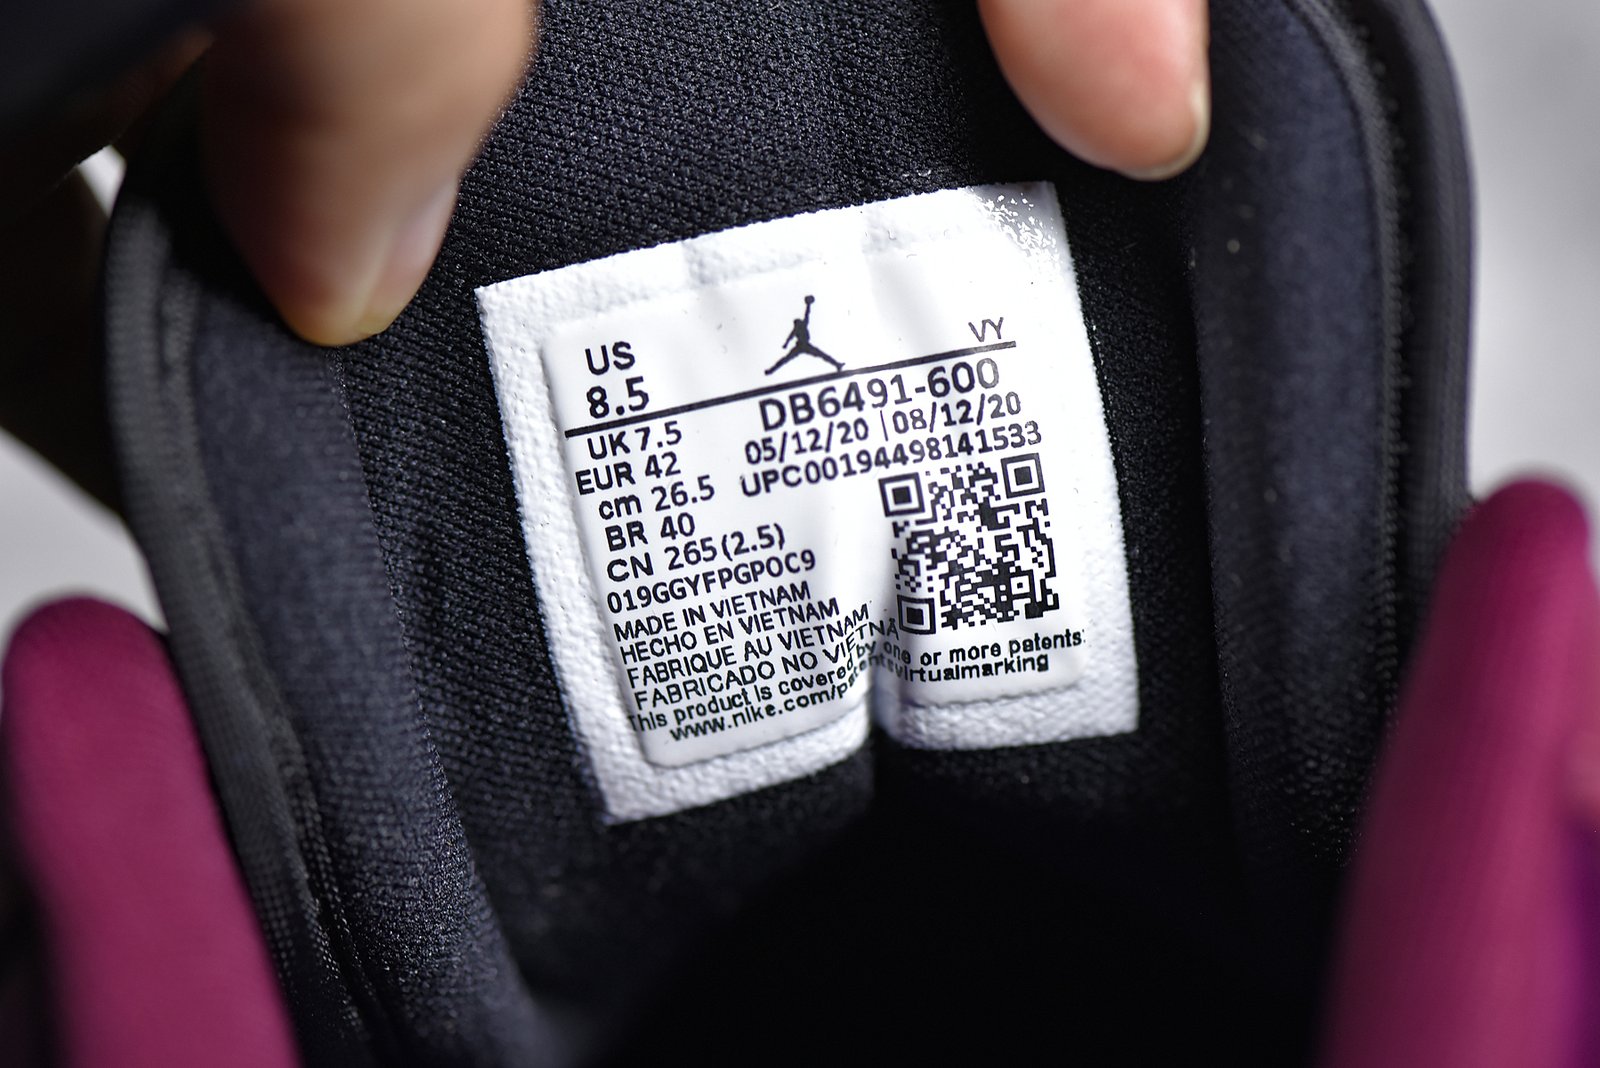 US
8.5
VY
DB6491-600
05/12/20 | 08/12/20
UPC00194498141533
UK 7.5
EUR 42
cm 26.5
BR 40
CN 265(2.5)
019GGYFPGPOC9
MADE IN VIETNAM
HECHO EN VIETNAM
FABRIQUE AU VIETNAM
FABRICADO NO VIETNÃ
This product is covered by one or more patents:
www.nike.com/patentsvirtualmarking